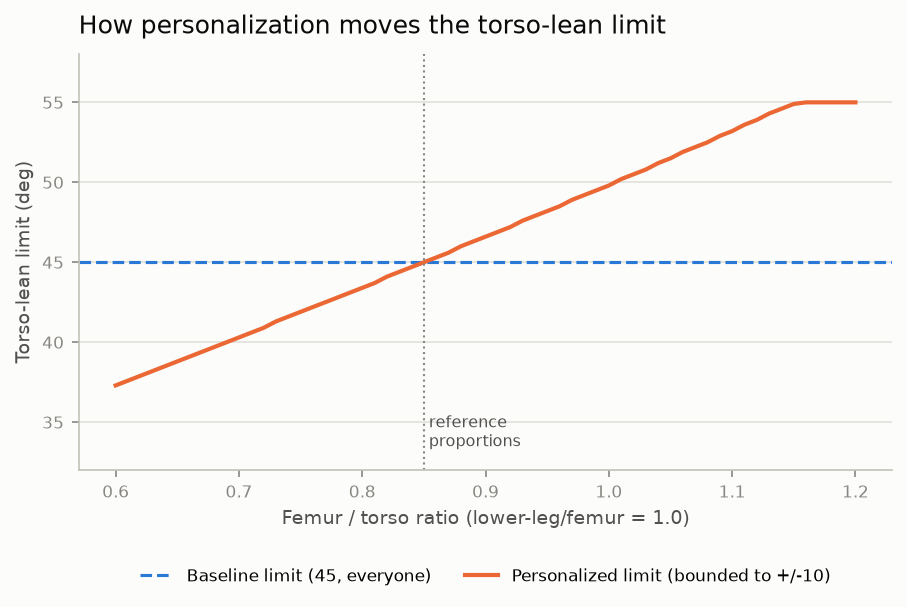 How personalization moves the torso-lean limit
Torso-lean limit (deg)
55
50
45
40
35
reference
proportions
0.6 0.7 0.8 0.9 1.0 1.1 1.2
Femur / torso ratio (lower-leg/femur = 1.0)
Baseline limit (45, everyone) Personalized limit (bounded to +/-10)